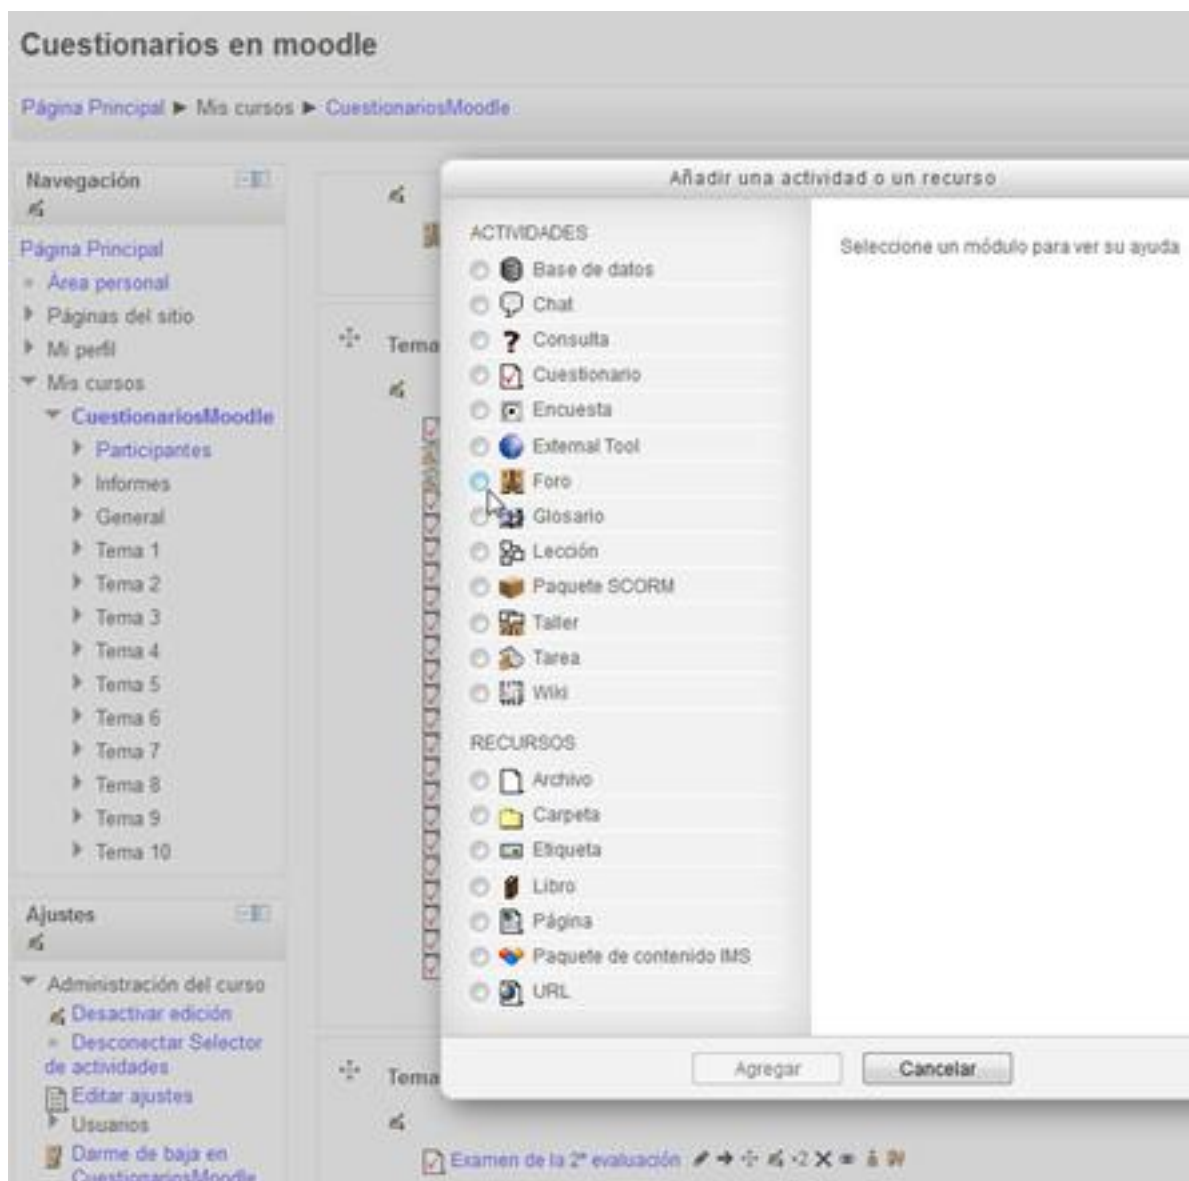 Cuestionarios en moodle
Página Principal ► Mis cursos ► CuestionariosMoodle
Navegación
Página Principal
Área personal
Páginas del sitio
Mi perfil
Mis cursos
CuestionariosMoodle
Participantes
Informes
General
Tema 1
Tema 2
Tema 3
Tema 4
Tema 5
Tema 6
Tema 7
Tema 8
Tema 9
Tema 10
Ajustes
Administración del curso
Desactivar edición
Desconectar Selector
de actividades
Editar ajustes
Usuarios
Darme de baja en
CuestionariosMoodle
Tema
Tema
Examen de la 2ª evaluación
Añadir una actividad o un recurso
ACTIVIDADES
Base de datos
Chat
Consulta
Cuestionario
Encuesta
External Tool
Foro
Glosario
Lección
Paquete SCORM
Taller
Tarea
Wiki
RECURSOS
Archivo
Carpeta
Etiqueta
Libro
Página
Paquete de contenido IMS
URL
Seleccione un módulo para ver su ayuda
Agregar
Cancelar